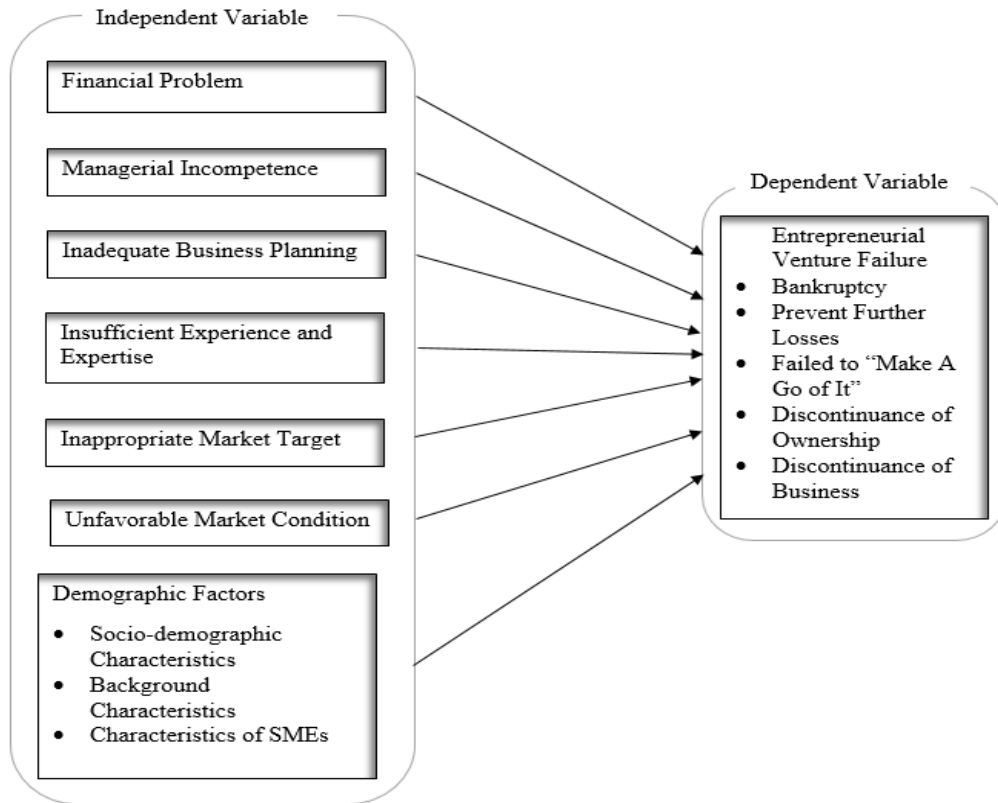 Independent Variable
Financial Problem
Managerial Incompetence
Inadequate Business Planning
Insufficient Experience and
Expertise
Inappropriate Market Target
Unfavorable Market Condition
Demographic Factors
• Socio-demographic
Characteristics
• Background
Characteristics
• Characteristics of SMEs
Dependent Variable
Entrepreneurial
Venture Failure
• Bankruptcy
• Prevent Further
Losses
• Failed to “Make A
Go of It”
• Discontinuance of
Ownership
• Discontinuance of
Business